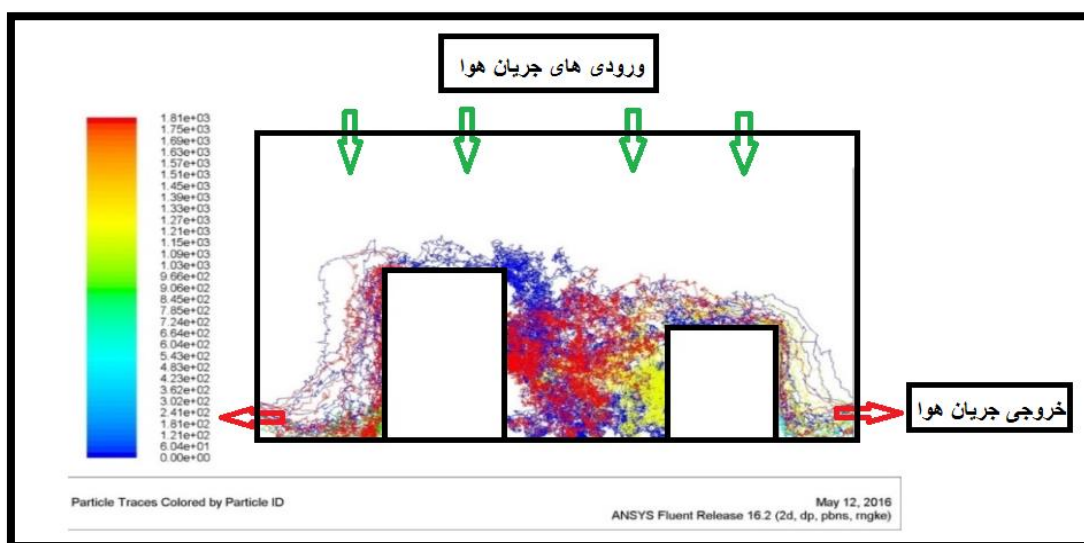 ورودی های جریان هوا
1.81e+03
1.75e+03
1.69e+03
1.63e+03
1.57e+03
1.51e+03
1.45e+03
1.39e+03
1.33e+03
1.27e+03
1.21e+03
1.15e+03
1.09e+03
1.03e+03
9.66e+02
9.06e+02
8.45e+02
7.85e+02
7.24e+02
6.64e+02
6.04e+02
5.43e+02
4.83e+02
4.23e+02
3.62e+02
3.02e+02
2.41e+02
1.81e+02
1.21e+02
6.04e+01
0.00e+00
خروجی جریان هوا
Particle Traces Colored by Particle ID
May 12, 2016
ANSYS Fluent Release 16.2 (2d, dp, pbns, rngke)